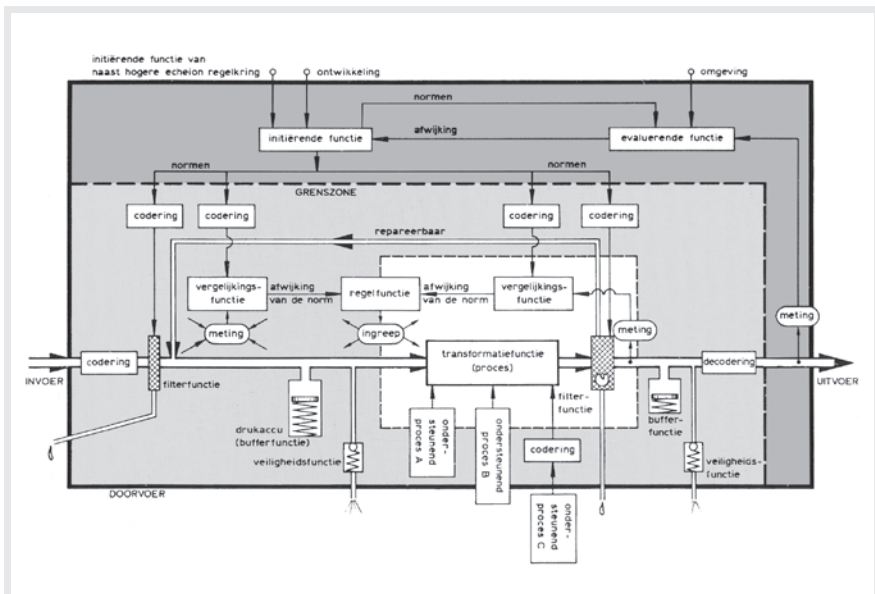 initiërende functie van
naast hogere echelon regelkring
ontwikkeling
omgeving
normen
initiërende functie
afwijking
evaluerende functie
normen
normen
GRENSZONE
codering
codering
codering
codering
repareerbaar
vergelijkings-
functie
afwijking
van de norm
regelfunctie
afwijking
van de norm
vergelijkings-
functie
meting
ingreep
meting
meting
codering
transformatiefunctie
(proces)
decodering
INVOER
UITVOER
filterfunctie
filter-
functie
drukaccu
(bufferfunctie)
onder-
steunend
proces A
ondersteunend
proces B
codering
buffer-
functie
veiligheidsfunctie
veiligheids-
functie
onder-
steunend
proces C
DOORVOER